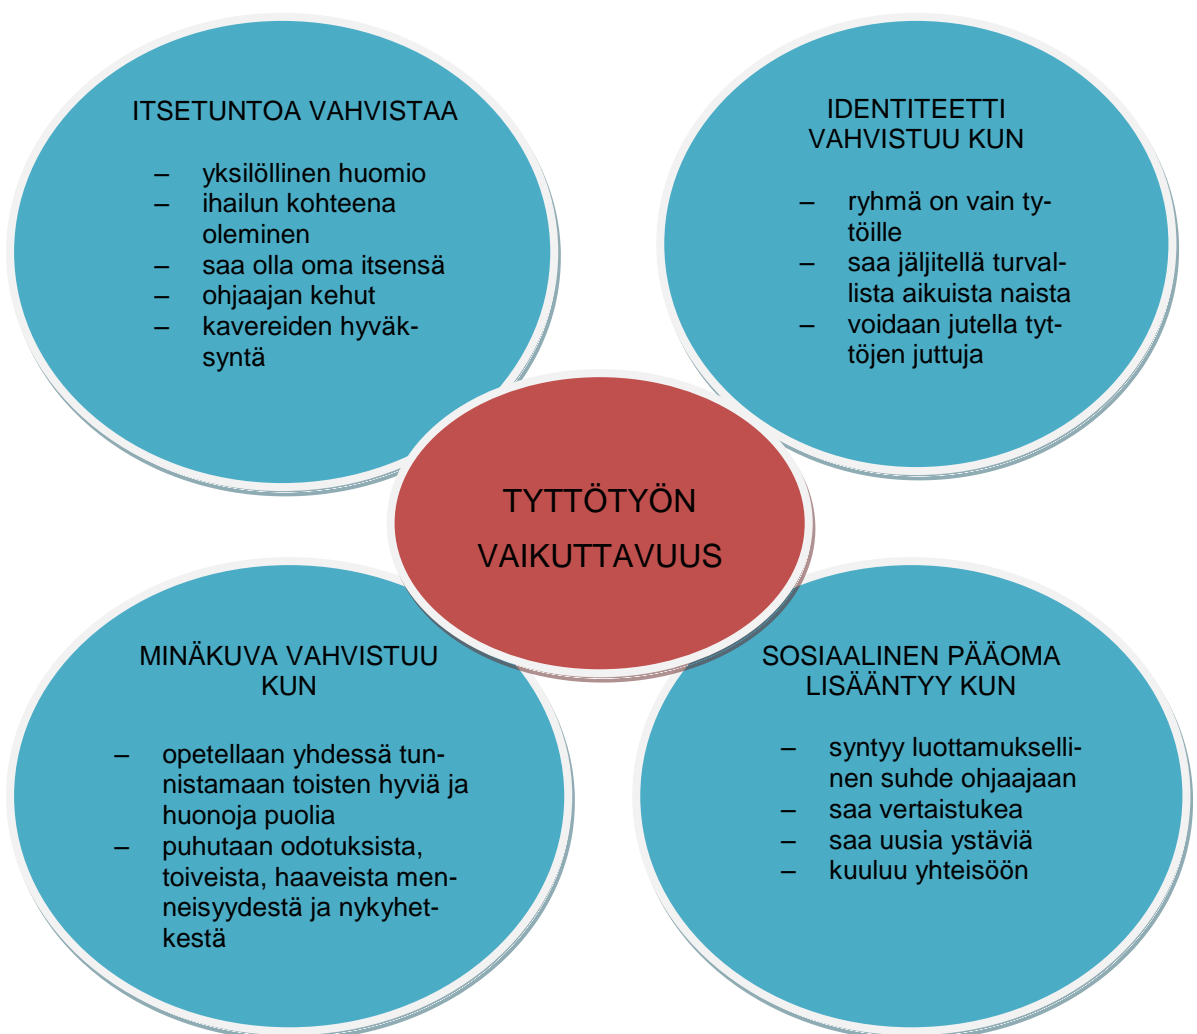 ITSETUNTOA VAHVISTAA
– yksilöllinen huomio
– ihailun kohteena
oleminen
– saa olla oma itsensä
– ohjaajan kehut
– kavereiden hyväk-
syntä
IDENTITEETTI
VAHVISTUU KUN
– ryhmä on vain ty-
töille
– saa jäljitellä turval-
lista aikuista naista
– voidaan jutella tyt-
töjen juttuja
TYTTÖTYÖN
VAIKUTTAVUUS
MINÄKUVA VAHVISTUU
KUN
– opetellaan yhdessä tun-
nistamaan toisten hyviä ja
huonoja puolia
– puhutaan odotuksista,
toiveista, haaveista men-
neisyydestä ja nykyhet-
kestä
SOSIAALINEN PÄÄOMA
LISÄÄNTYY KUN
– syntyy luottamukselli-
nen suhde ohjaajaan
– saa vertaistukea
– saa uusia ystäviä
– kuuluu yhteisöön